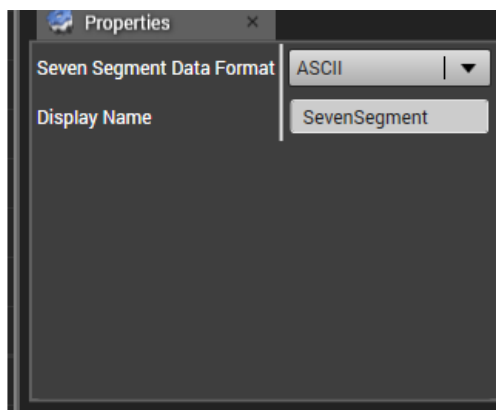 Properties
Seven Segment Data Format ASCII
Display Name SevenSegment